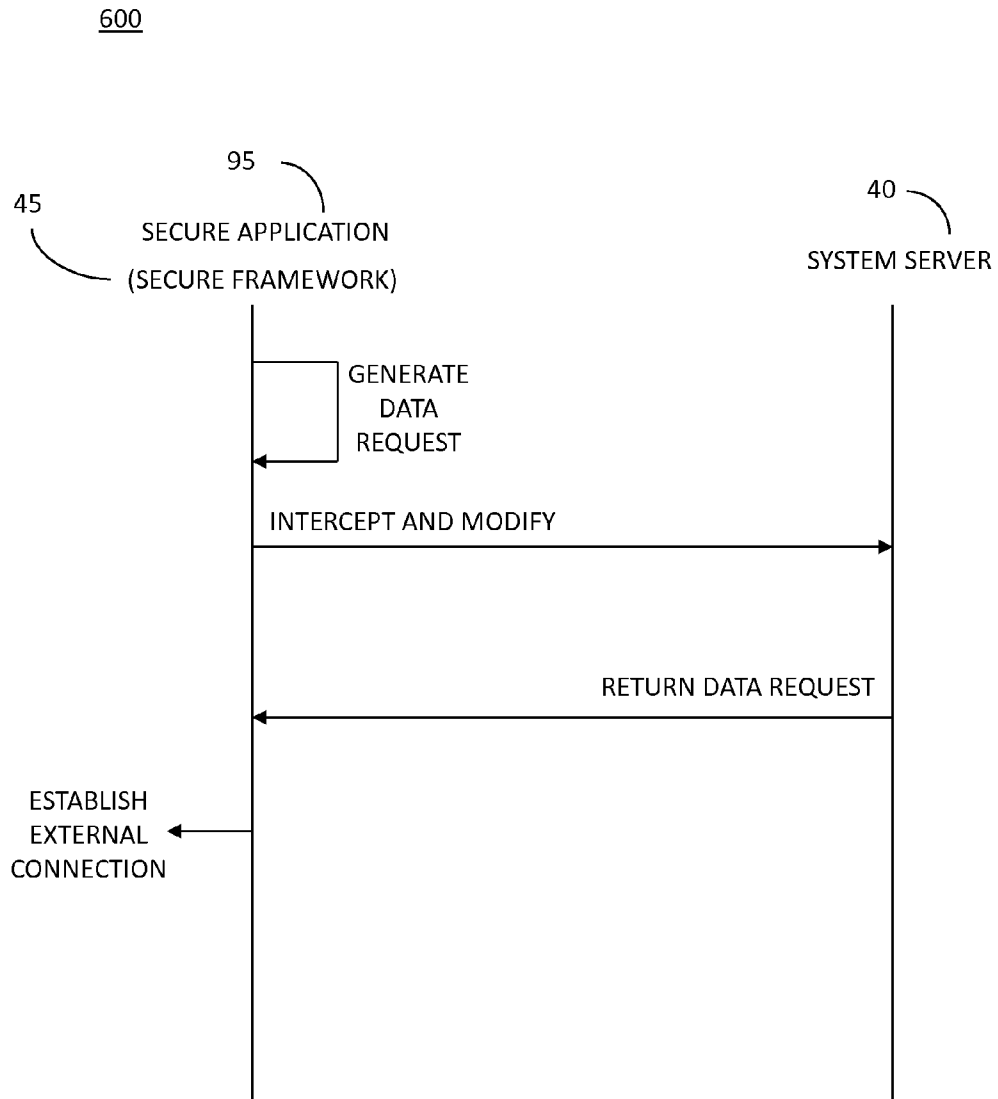 600
95
45
SECURE APPLICATION
(SECURE FRAMEWORK)
40
SYSTEM SERVER
GENERATE
DATA
REQUEST
INTERCEPT AND MODIFY
RETURN DATA REQUEST
ESTABLISH
EXTERNAL
CONNECTION